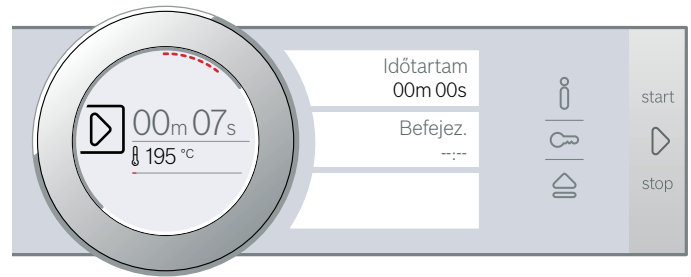 00m 07s
195 °C
Időtartam
00m 00s
Befejez.
--:--
start
stop